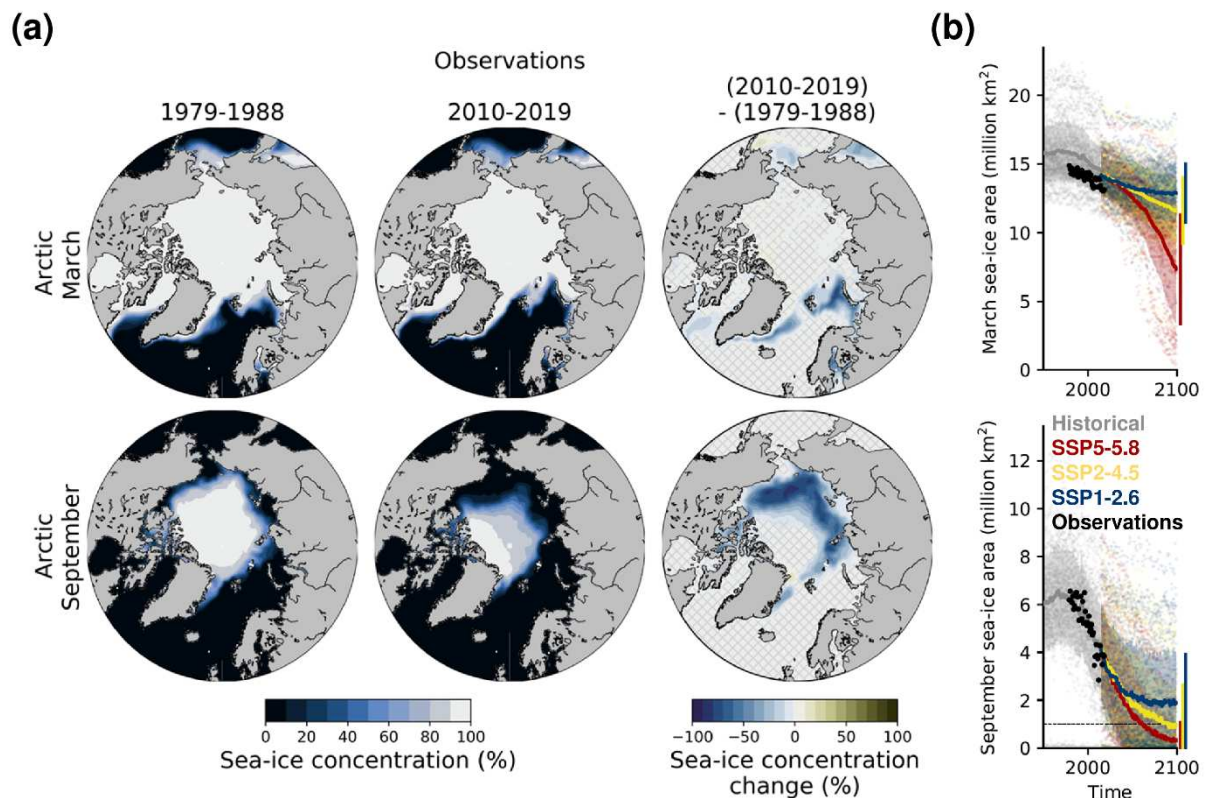 (a)
Observations
1979-1988
2010-2019
(2010-2019)
- (1979-1988)
Arctic
March
Arctic
September
0 20 40 60 80 100
Sea-ice concentration (%)
−100 −50 0 50 100
Sea-ice concentration
change (%)
(b)
March sea-ice area (million km²)
20
15
10
5
0
2000 2100
September sea-ice area (million km²)
12
10
8
6
4
2
0
Historical
SSP5-5.8
SSP2-4.5
SSP1-2.6
Observations
2000 2100
Time